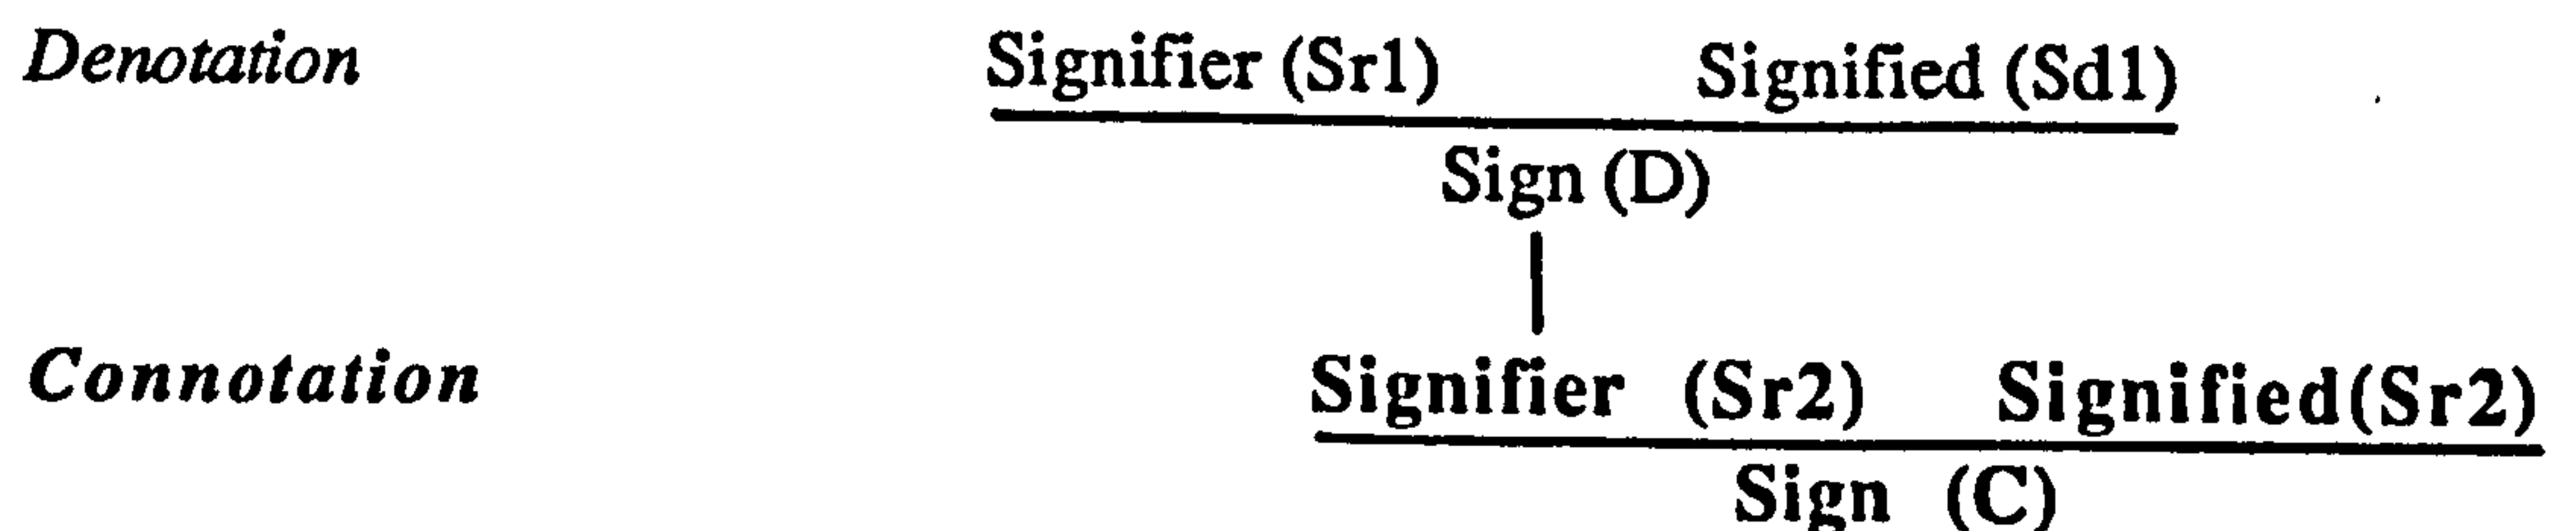 Denotation Signifier (Sr1) Signified (Sd1)
Sign (D)
Connotation Signifier (Sr2) Signified(Sr2)
Sign (C)